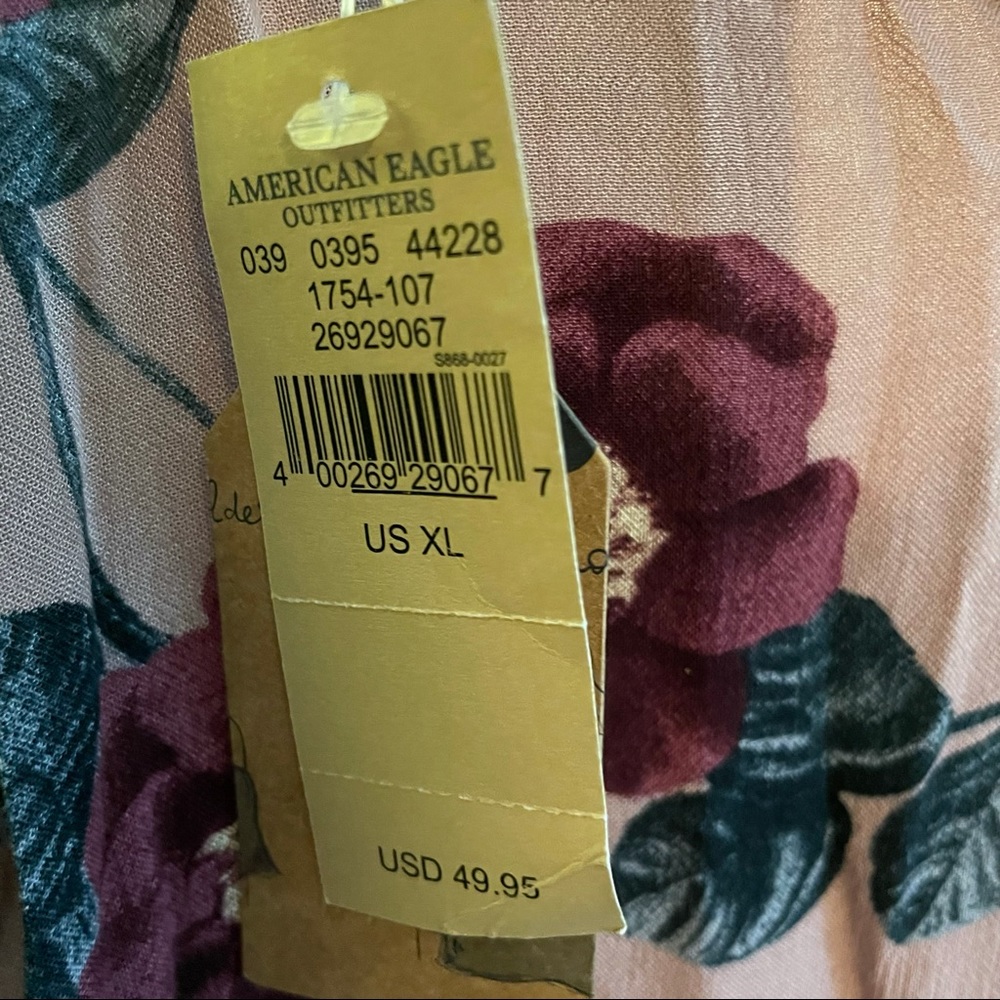 AMERICAN EAGLE
OUTFITTERS
039 0395 44228
1754-107
26929067
S868-0027
4 00269 29067 7
US XL
USD 49.95